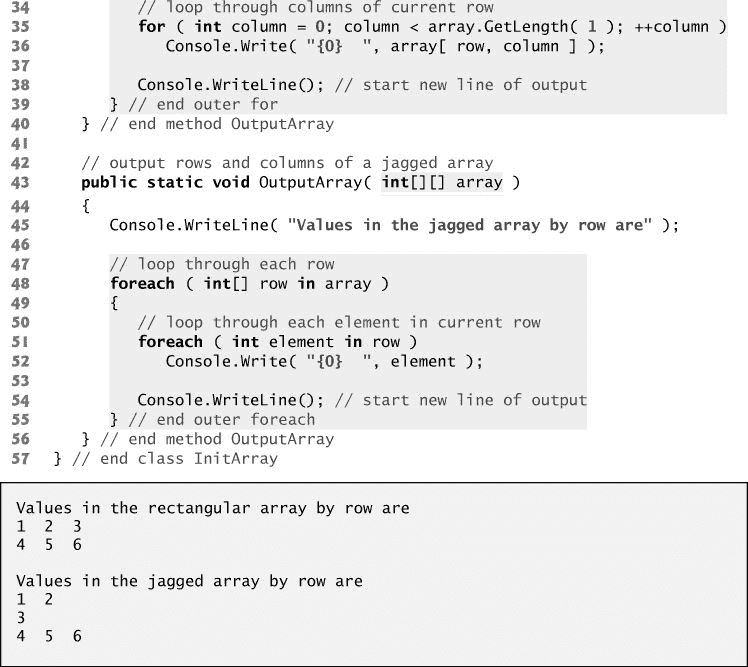 34 // loop through columns of current row
35 for ( int column = 0; column < array.GetLength( 1 ); ++column )
36 Console.Write( "{0}  ", array[ row, column ] );
37
38 Console.WriteLine(); // start new line of output
39 } // end outer for
40 } // end method OutputArray
41
42 // output rows and columns of a jagged array
43 public static void OutputArray( int[][] array )
44 {
45 Console.WriteLine( "Values in the jagged array by row are" );
46
47 // loop through each row
48 foreach ( int[] row in array )
49 {
50 // loop through each element in current row
51 foreach ( int element in row )
52 Console.Write( "{0}  ", element );
53
54 Console.WriteLine(); // start new line of output
55 } // end outer foreach
56 } // end method OutputArray
57 } // end class InitArray
Values in the rectangular array by row are
1  2  3
4  5  6
Values in the jagged array by row are
1  2
3
4  5  6